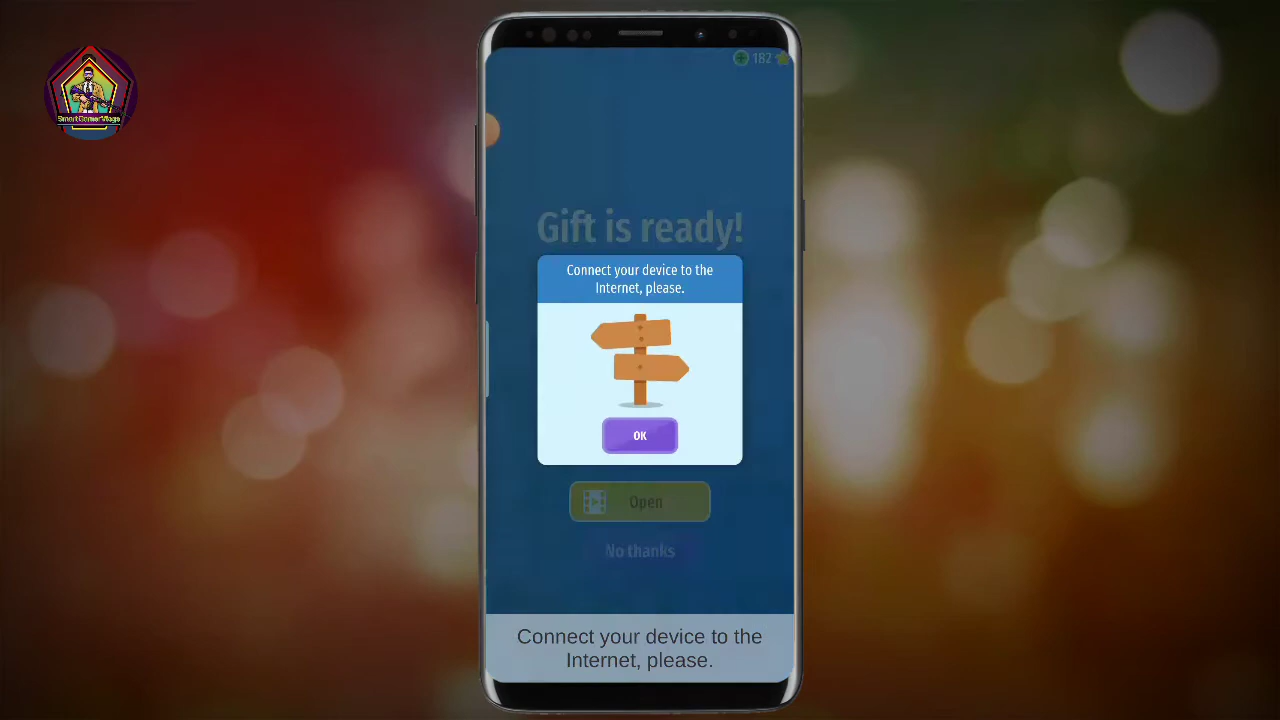 182
Gift is ready!
Connect your device to the
Internet, please.
OK
Open
No thanks
Connect your device to the
Internet, please.